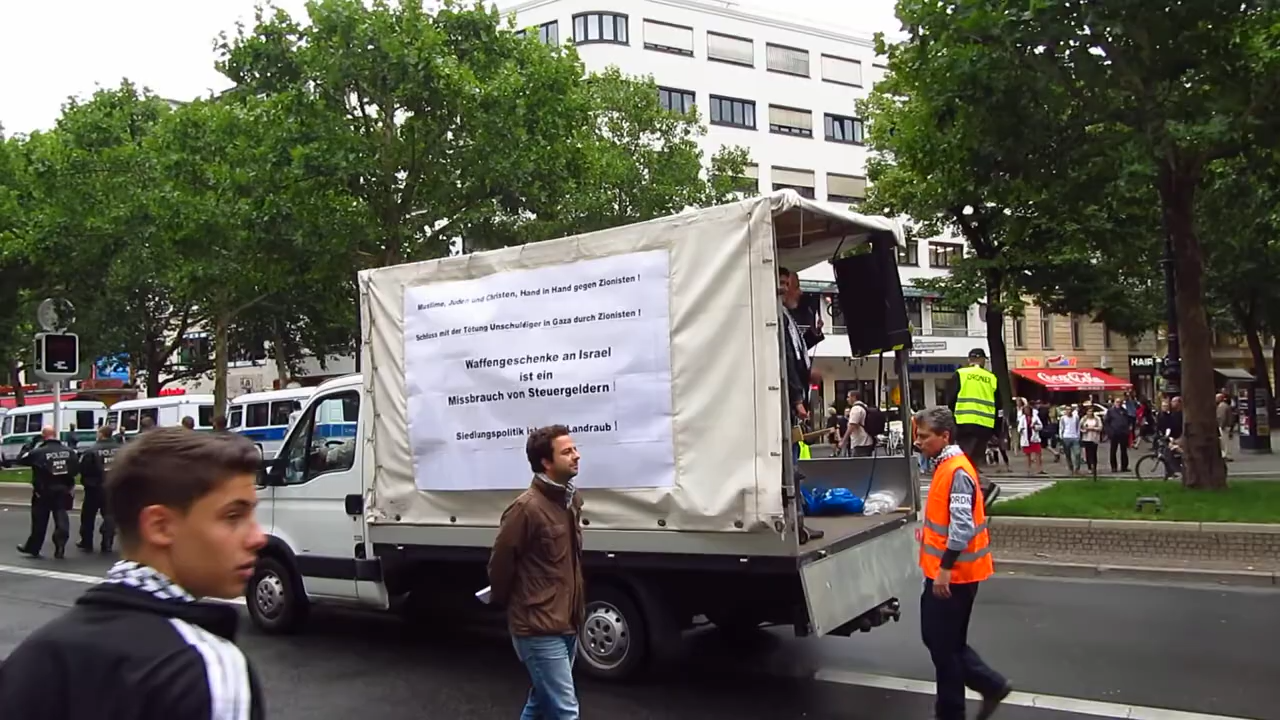 Muslime, Juden und Christen, Hand in Hand gegen Zionisten !
Schluss mit der Tötung Unschuldiger in Gaza durch Zionisten !
Waffengeschenke an Israel
ist ein
Missbrauch von Steuergeldern !
Siedlungspolitik ist Landraub !
POLIZEI
ORDNER
ORDN
Coca-Cola
HAIR